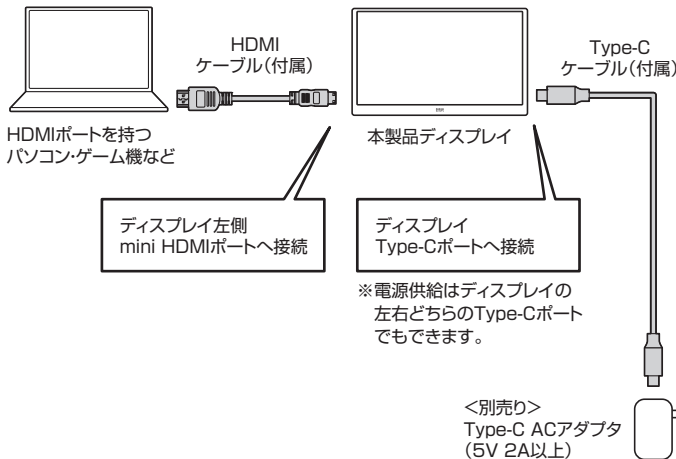 HDMI
ケーブル（付属）
Type-C
ケーブル（付属）
HDMIポートを持つ
パソコン・ゲーム機など
本製品ディスプレイ
ディスプレイ左側
mini HDMIポートへ接続
ディスプレイ
Type-Cポートへ接続
※電源供給はディスプレイの
左右どちらのType-Cポート
でもできます。
＜別売り＞
Type-C ACアダプタ
（5V 2A以上）